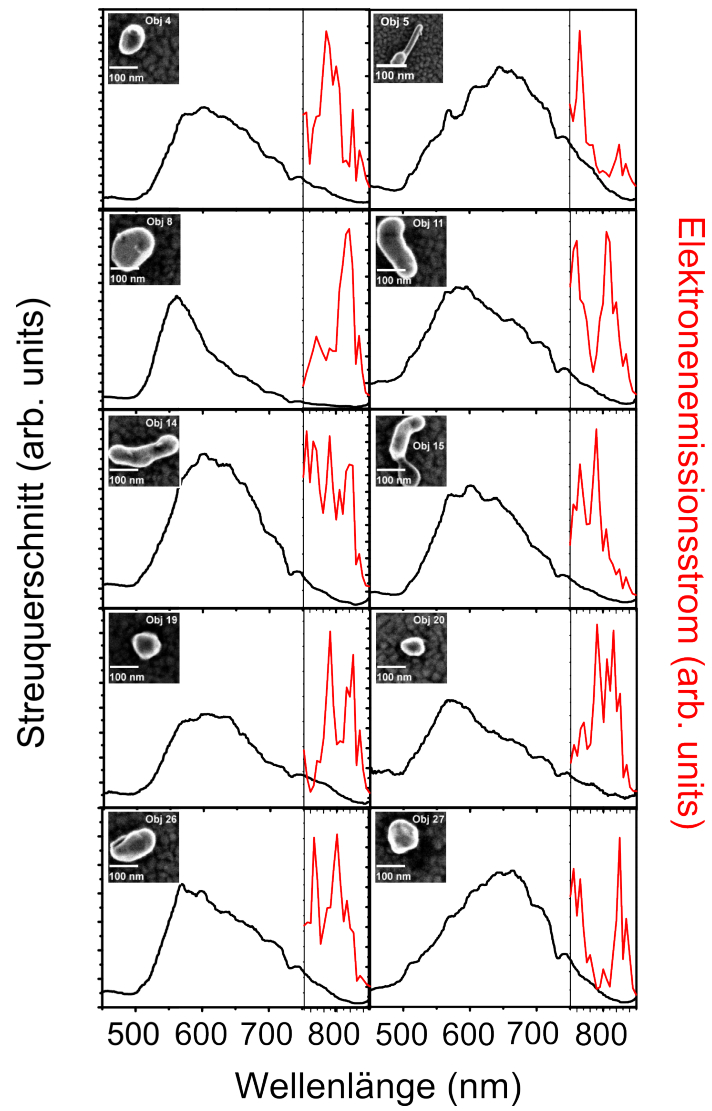 Obj 4
100 nm
Obj 5
100 nm
Obj 8
100 nm
Obj 11
100 nm
Obj 14
100 nm
Obj 15
100 nm
Obj 19
100 nm
Obj 20
100 nm
Obj 26
100 nm
Obj 27
100 nm
Streuquerschnitt (arb. units)
Elektronenemissionsstrom (arb. units)
500 600 700 800 500 600 700 800
Wellenlänge (nm)